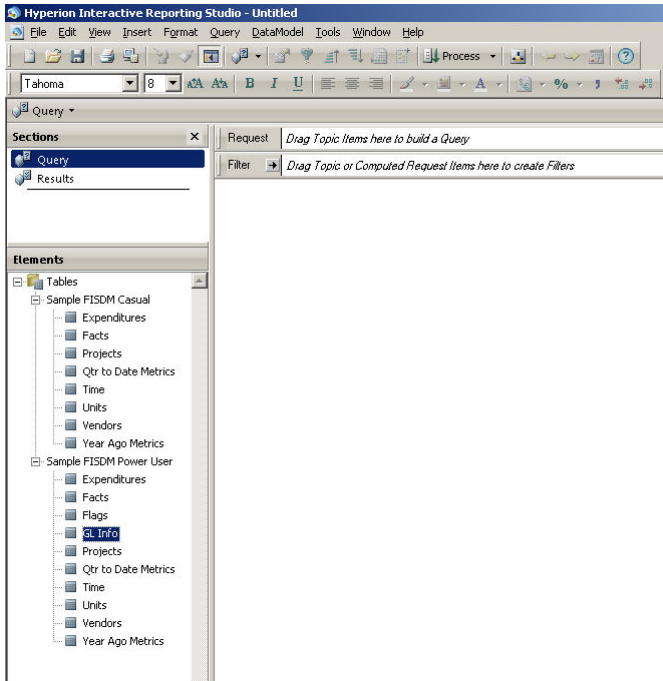 Hyperion Interactive Reporting Studio - Untitled
File Edit View Insert Format Query DataModel Tools Window Help
Process
Tahoma 8 B I U A %
Query
Sections x
Query
Results
Request Drag Topic Items here to build a Query
Filter Drag Topic or Computed Request Items here to create Filters
Elements
Tables
Sample FISDM Casual
Expenditures
Facts
Projects
Qtr to Date Metrics
Time
Units
Vendors
Year Ago Metrics
Sample FISDM Power User
Expenditures
Facts
Flags
GL Info
Projects
Qtr to Date Metrics
Time
Units
Vendors
Year Ago Metrics